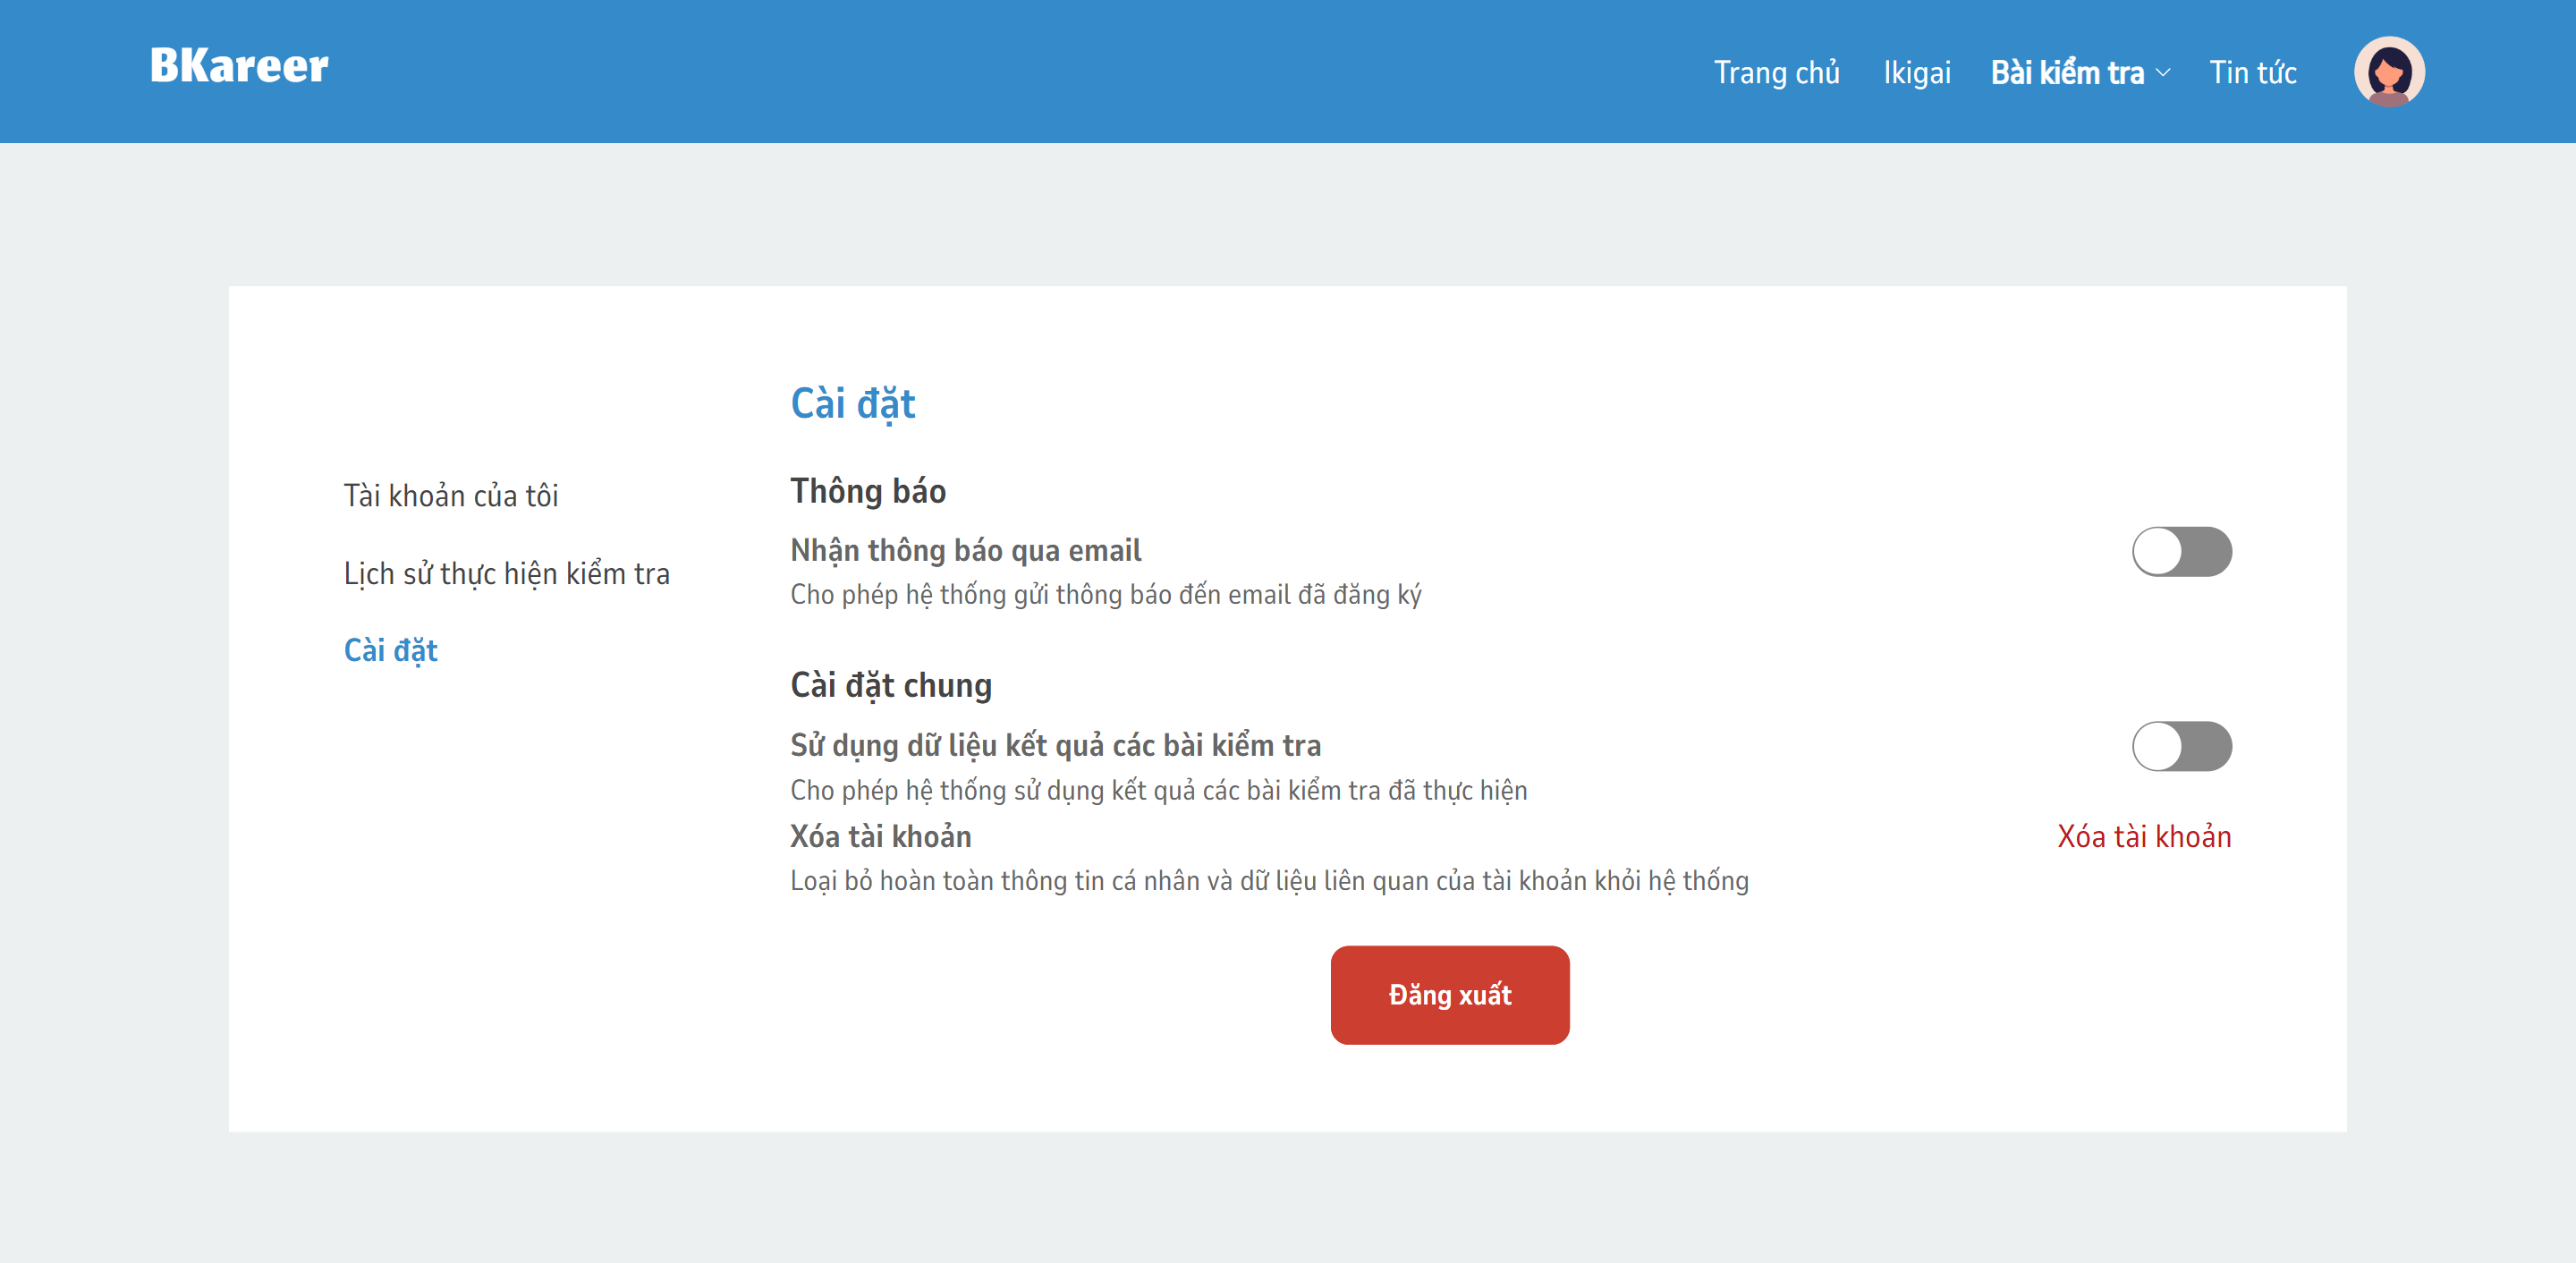 BKareer
Trang chủ
Ikigai
Bài kiểm tra
Tin tức
Tài khoản của tôi
Lịch sử thực hiện kiểm tra
Cài đặt
Cài đặt
Thông báo
Nhận thông báo qua email
Cho phép hệ thống gửi thông báo đến email đã đăng ký
Cài đặt chung
Sử dụng dữ liệu kết quả các bài kiểm tra
Cho phép hệ thống sử dụng kết quả các bài kiểm tra đã thực hiện
Xóa tài khoản
Xóa tài khoản
Loại bỏ hoàn toàn thông tin cá nhân và dữ liệu liên quan của tài khoản khỏi hệ thống
Đăng xuất